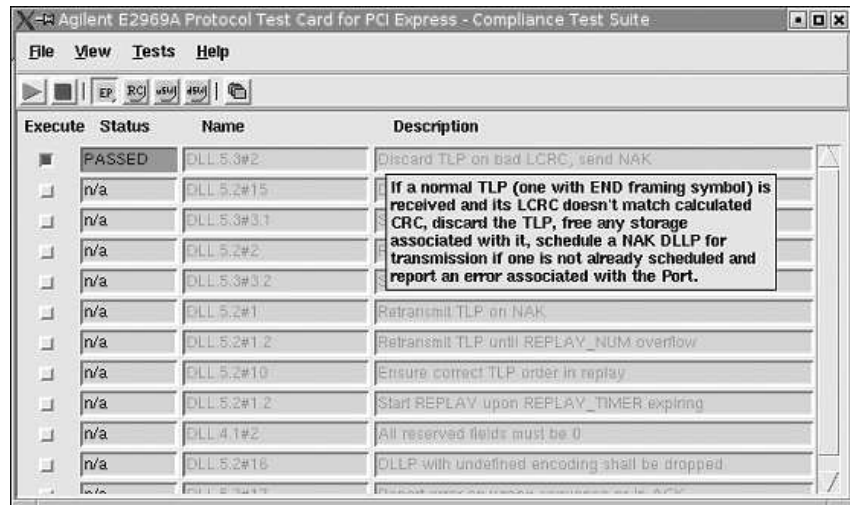 Agilent E2969A Protocol Test Card for PCI Express - Compliance Test Suite
File View Tests Help
EP RC
Execute Status Name Description
PASSED DLL 5.3#2 Discard TLP on bad LCRC, send NAK
n/a DLL 5.2#15
n/a DLL 5.3#3.1
n/a DLL 5.2#2
n/a DLL 5.3#3.2
If a normal TLP (one with END framing symbol) is
received and its LCRC doesn't match calculated
CRC, discard the TLP, free any storage
associated with it, schedule a NAK DLLP for
transmission if one is not already scheduled and
report an error associated with the Port.
n/a DLL 5.2#1 Retransmit TLP on NAK
n/a DLL 5.2#1.2 Retransmit TLP until REPLAY_NUM overflow
n/a DLL 5.2#10 Ensure correct TLP order in replay
n/a DLL 5.2#1.2 Start REPLAY upon REPLAY_TIMER expiring
n/a DLL 4.1#2 All reserved fields must be 0
n/a DLL 5.2#16 DLLP with undefined encoding shall be dropped
n/a DLL 5.2#17